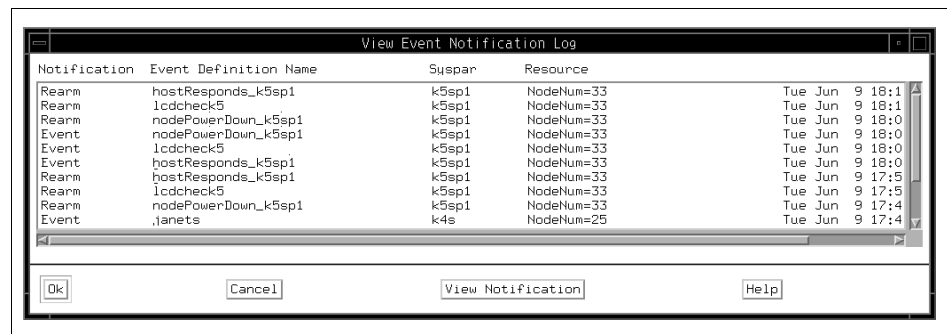 View Event Notification Log
Notification Event Definition Name Syspar Resource
Rearm hostResponds_k5sp1 k5sp1 NodeNum=33 Tue Jun 9 18:1
Rearm lcdcheck5 k5sp1 NodeNum=33 Tue Jun 9 18:1
Rearm nodePowerDown_k5sp1 k5sp1 NodeNum=33 Tue Jun 9 18:0
Event nodePowerDown_k5sp1 k5sp1 NodeNum=33 Tue Jun 9 18:0
Event lcdcheck5 k5sp1 NodeNum=33 Tue Jun 9 18:0
Event hostResponds_k5sp1 k5sp1 NodeNum=33 Tue Jun 9 18:0
Rearm hostResponds_k5sp1 k5sp1 NodeNum=33 Tue Jun 9 17:5
Rearm lcdcheck5 k5sp1 NodeNum=33 Tue Jun 9 17:5
Rearm nodePowerDown_k5sp1 k5sp1 NodeNum=33 Tue Jun 9 17:4
Event janets k4s NodeNum=25 Tue Jun 9 17:4
Ok Cancel View Notification Help